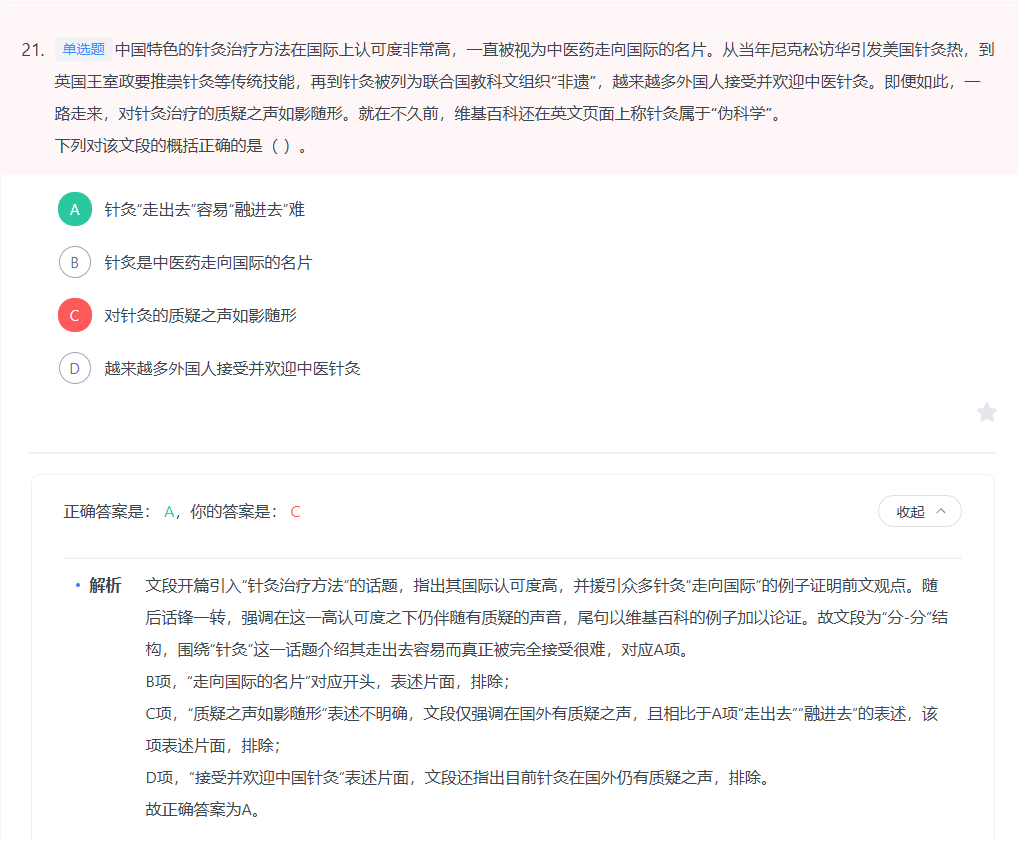 21. 单选题 中国特色的针灸治疗方法在国际上认可度非常高，一直被视为中医药走向国际的名片。从当年尼克松访华引发美国针灸热，到
英国王室政要推崇针灸等传统技能，再到针灸被列为联合国教科文组织“非遗”，越来越多外国人接受并欢迎中医针灸。即便如此，一
路走来，对针灸治疗的质疑之声如影随形。就在不久前，维基百科还在英文页面上称针灸属于“伪科学”。
下列对该文段的概括正确的是（ ）。
A 针灸“走出去”容易“融进去”难
B 针灸是中医药走向国际的名片
C 对针灸的质疑之声如影随形
D 越来越多外国人接受并欢迎中医针灸
正确答案是： A，你的答案是： C
收起
• 解析 文段开篇引入“针灸治疗方法”的话题，指出其国际认可度高，并援引众多针灸“走向国际”的例子证明前文观点。随
后话锋一转，强调在这一高认可度之下仍伴随有质疑的声音，尾句以维基百科的例子加以论证。故文段为“分-分”结
构，围绕“针灸”这一话题介绍其走出去容易而真正被完全接受很难，对应A项。
B项，“走向国际的名片”对应开头，表述片面，排除；
C项，“质疑之声如影随形”表述不明确，文段仅强调在国外有质疑之声，且相比于A项“走出去”“融进去”的表述，该
项表述片面，排除；
D项，“接受并欢迎中国针灸”表述片面，文段还指出目前针灸在国外仍有质疑之声，排除。
故正确答案为A。